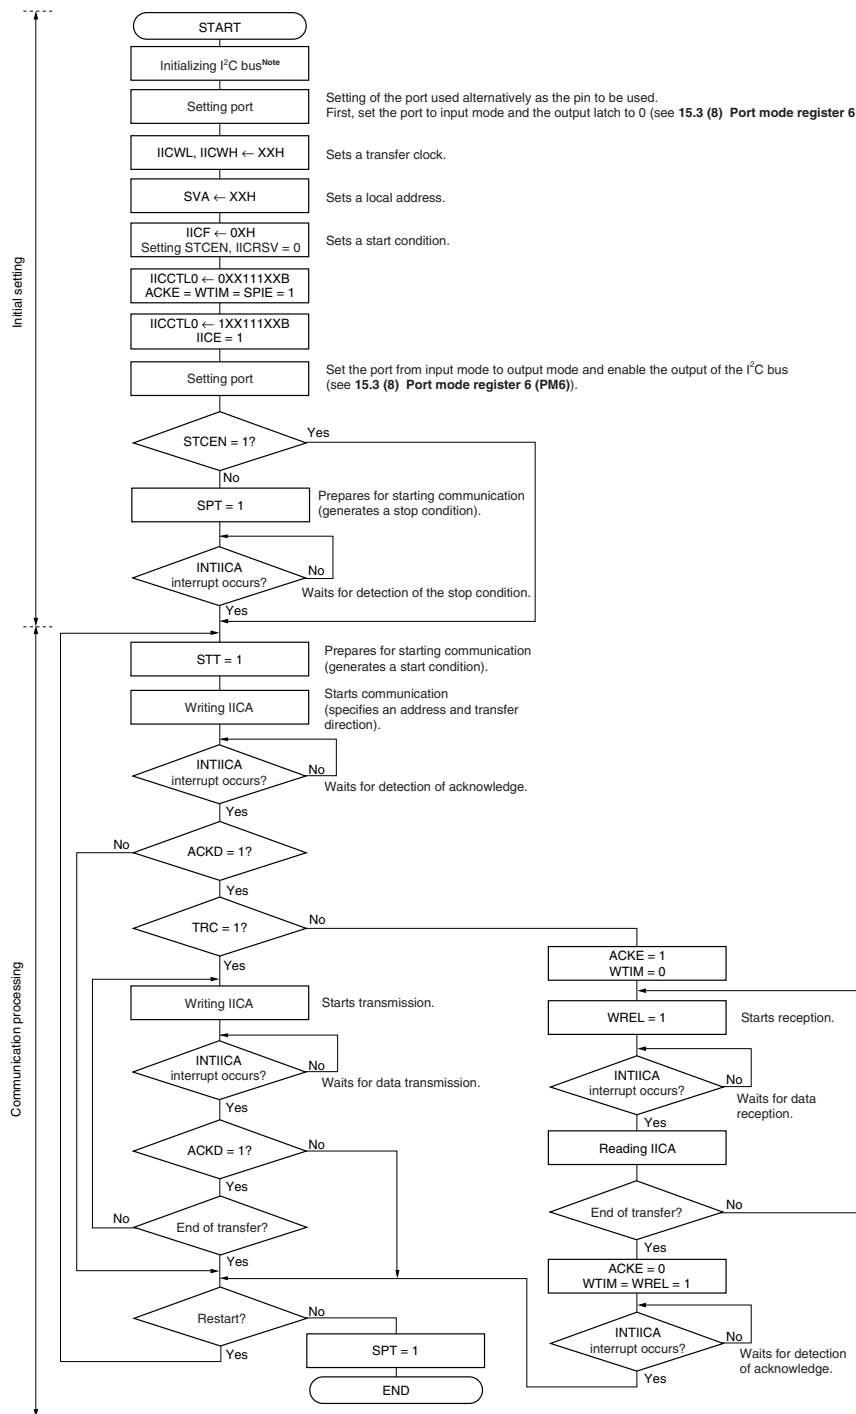 START
Initializing I²C bus^Note
Setting port
Setting of the port used alternatively as the pin to be used.
First, set the port to input mode and the output latch to 0 (see 15.3 (8) Port mode register 6
IICWL, IICWH ← XXH
Sets a transfer clock.
SVA ← XXH
Sets a local address.
IICF ← 0XH
Setting STCEN, IICRSV = 0
Sets a start condition.
Initial setting
IICCTL0 ← 0XX111XXB
ACKE = WTIM = SPIE = 1
IICCTL0 ← 1XX111XXB
IICE = 1
Setting port
Set the port from input mode to output mode and enable the output of the I²C bus
(see 15.3 (8) Port mode register 6 (PM6)).
STCEN = 1?
Yes
No
SPT = 1
Prepares for starting communication
(generates a stop condition).
INTIICA
interrupt occurs?
No
Waits for detection of the stop condition.
Yes
STT = 1
Prepares for starting communication
(generates a start condition).
Writing IICA
Starts communication
(specifies an address and transfer
direction).
INTIICA
interrupt occurs?
No
Waits for detection of acknowledge.
Yes
No
ACKD = 1?
Yes
TRC = 1?
No
Yes
ACKE = 1
WTIM = 0
Communication processing
Writing IICA
Starts transmission.
WREL = 1
Starts reception.
INTIICA
interrupt occurs?
No
Waits for data transmission.
Yes
INTIICA
interrupt occurs?
No
Waits for data
reception.
Yes
ACKD = 1?
No
Yes
Reading IICA
End of transfer?
No
Yes
End of transfer?
No
Yes
ACKE = 0
WTIM = WREL = 1
Restart?
No
Yes
INTIICA
interrupt occurs?
No
Waits for detection
of acknowledge.
Yes
SPT = 1
END